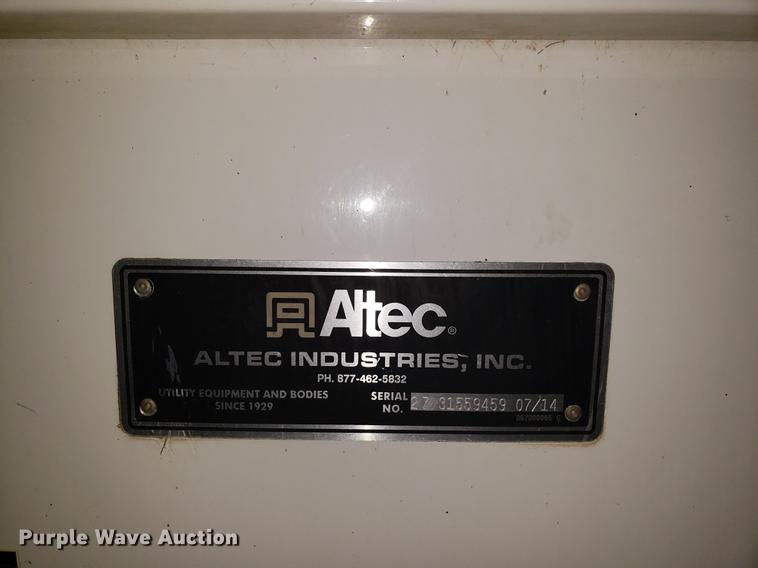 Altec®
ALTEC INDUSTRIES, INC.
PH. 877-462-5832
UTILITY EQUIPMENT AND BODIES
SINCE 1929
SERIAL
NO. 27 31559459 07/14
Purple Wave Auction